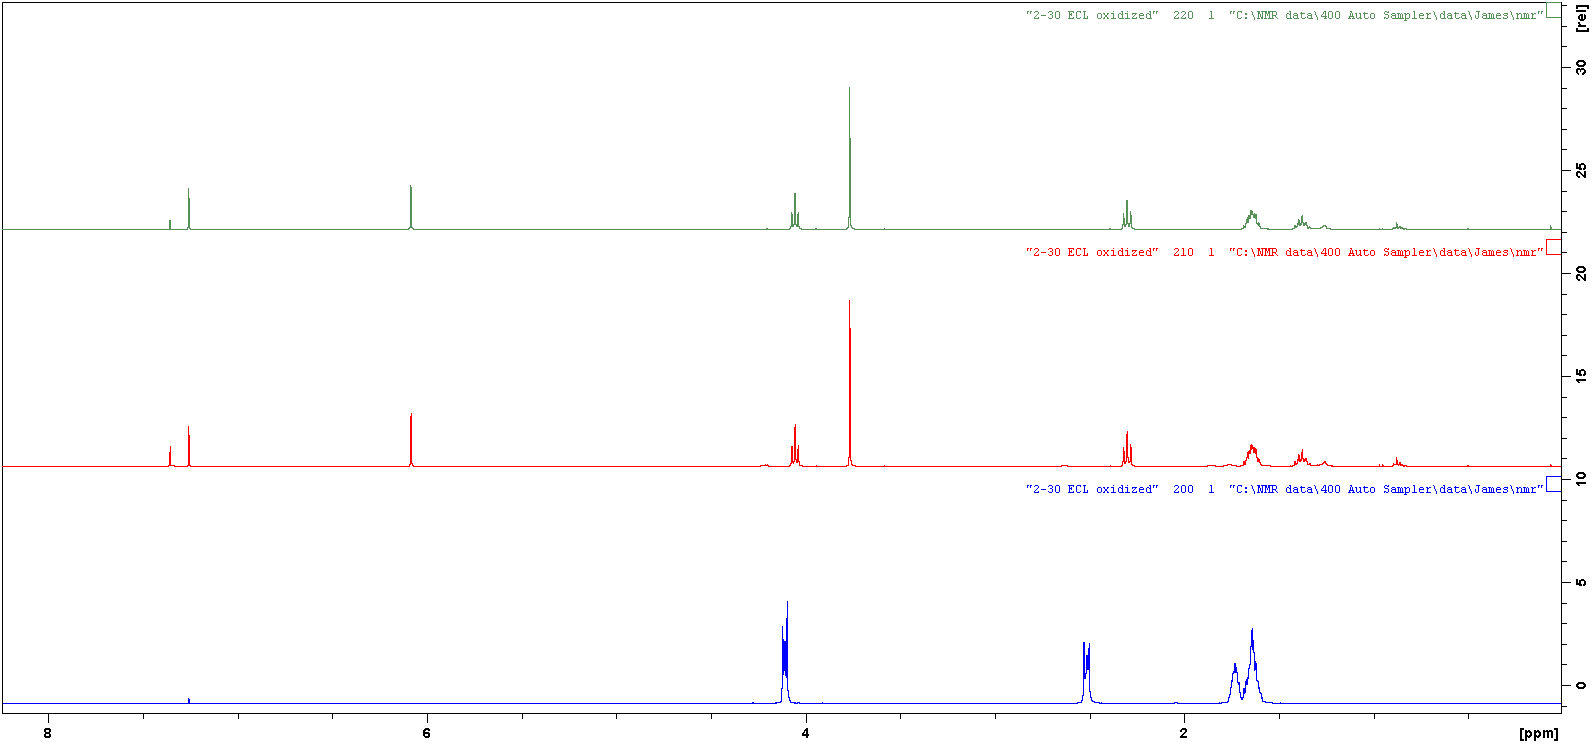 "2-30 ECL oxidized" 220 1 "C:\NMR data\400 Auto Sampler\data\James\nmr"
[rel]
30
25
"2-30 ECL oxidized" 210 1 "C:\NMR data\400 Auto Sampler\data\James\nmr"
20
15
10
"2-30 ECL oxidized" 200 1 "C:\NMR data\400 Auto Sampler\data\James\nmr"
5
0
8 6 4 2 [ppm]